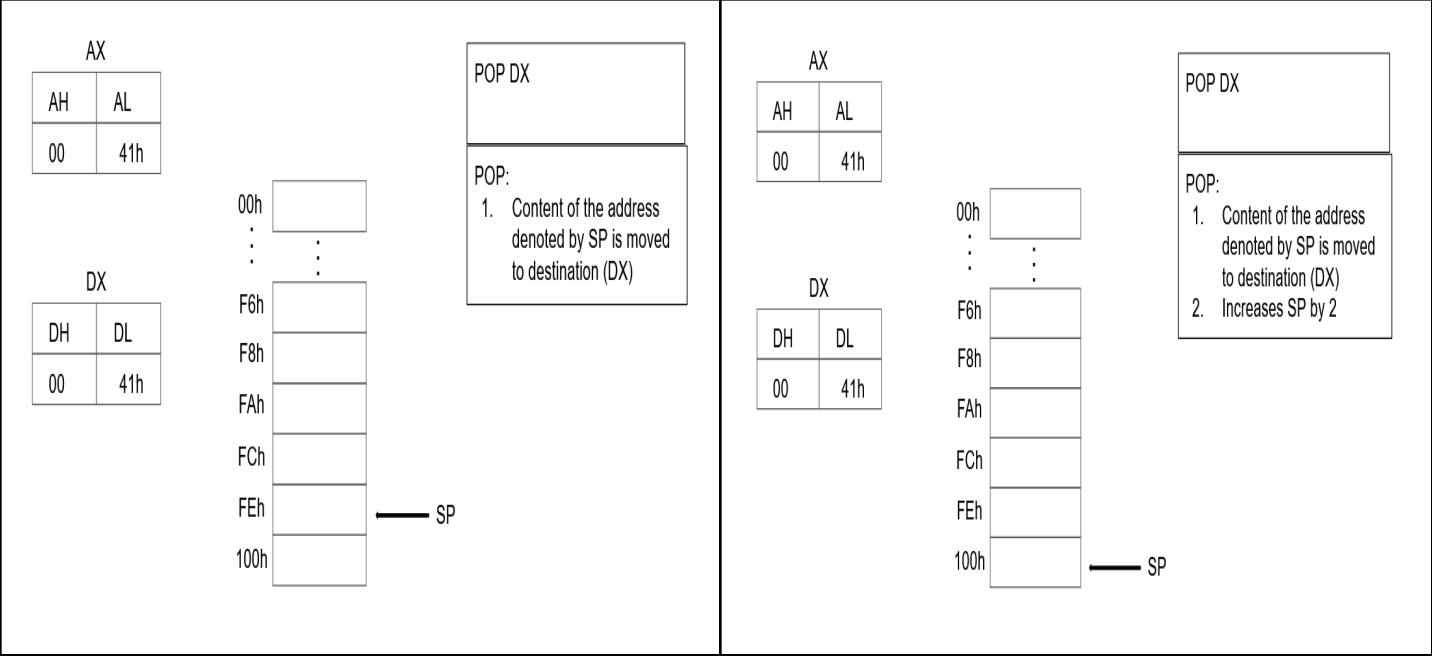 AX
AH AL
00 41h
DX
DH DL
00 41h
00h
F6h
F8h
FAh
FCh
FEh
100h
SP
POP DX
POP:
1. Content of the address
denoted by SP is moved
to destination (DX)
AX
AH AL
00 41h
DX
DH DL
00 41h
00h
F6h
F8h
FAh
FCh
FEh
100h
SP
POP DX
POP:
1. Content of the address
denoted by SP is moved
to destination (DX)
2. Increases SP by 2